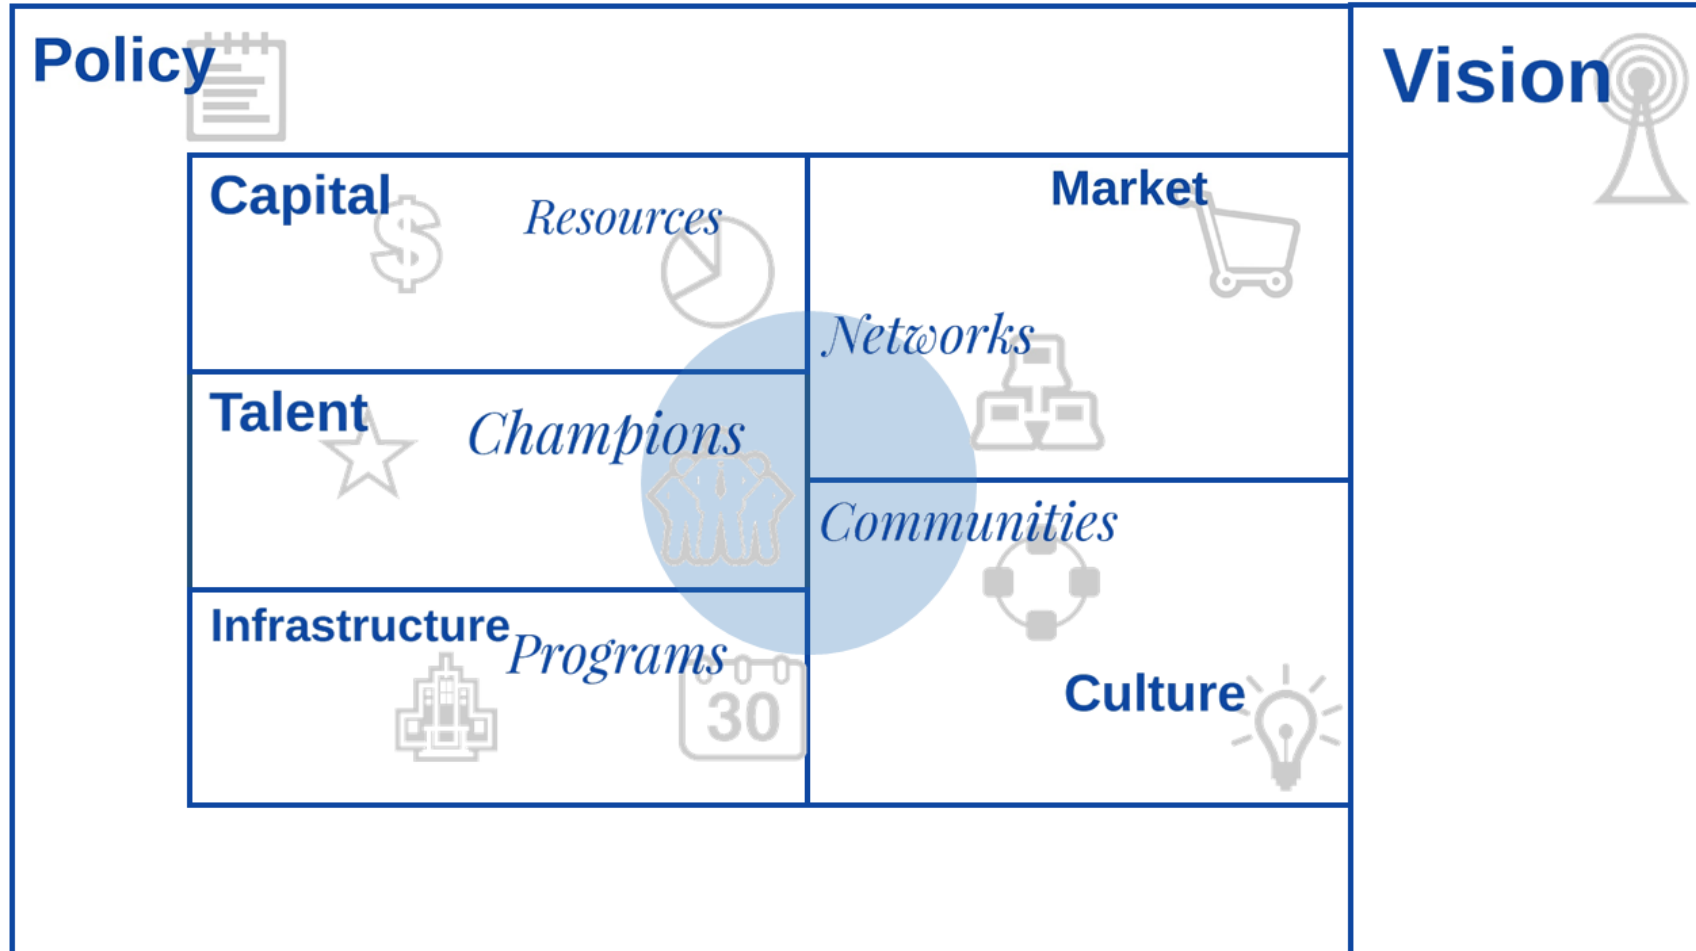 Policy
Vision
Capital
Resources
Market
Networks
Talent
Champions
Communities
Infrastructure
Programs
30
Culture